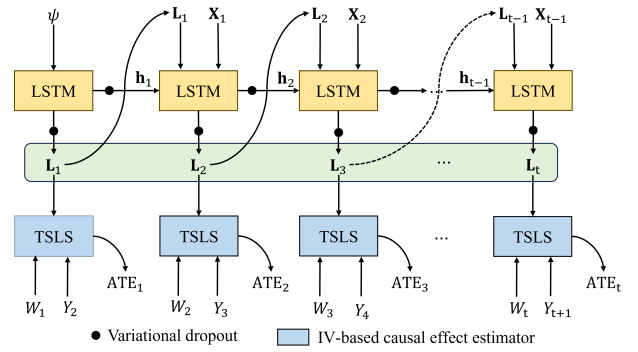 ψ L₁ X₁ L₂ X₂ Lₜ₋₁ Xₜ₋₁
h₁ h₂ ... hₜ₋₁
LSTM LSTM LSTM LSTM
L₁ L₂ L₃ ... Lₜ
TSLS TSLS TSLS ... TSLS
ATE₁ ATE₂ ATE₃ ATEₜ
W₁ Y₂ W₂ Y₃ W₃ Y₄ Wₜ Yₜ₊₁
Variational dropout IV-based causal effect estimator